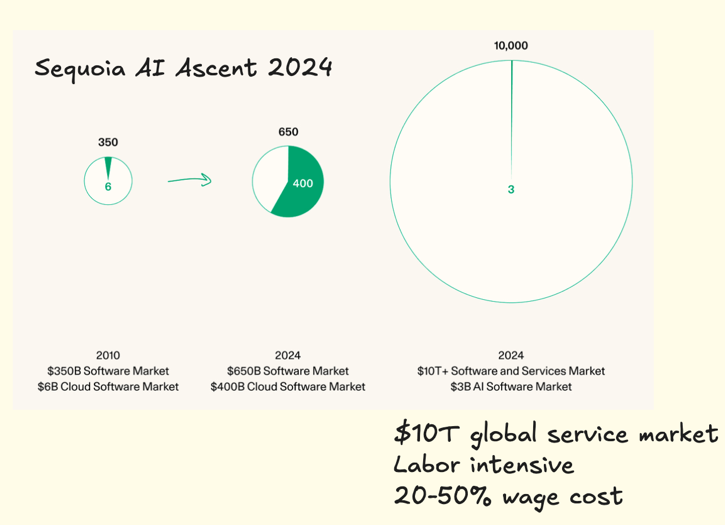 Sequoia AI Ascent 2024
350
6
650
400
10,000
3
2010
$350B Software Market
$6B Cloud Software Market
2024
$650B Software Market
$400B Cloud Software Market
2024
$10T+ Software and Services Market
$3B AI Software Market
$10T global service market
Labor intensive
20-50% wage cost